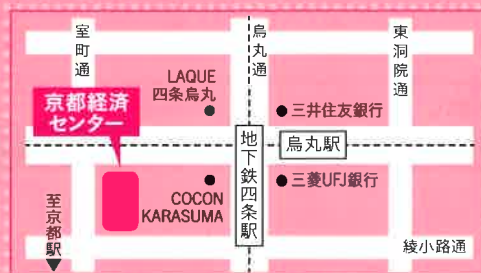 室町通
烏丸通
東洞院通
LAQUE
四条烏丸
三井住友銀行
京都経済
センター
地下鉄四条駅
烏丸駅
COCON
KARASUMA
三菱UFJ銀行
至京都駅
綾小路通